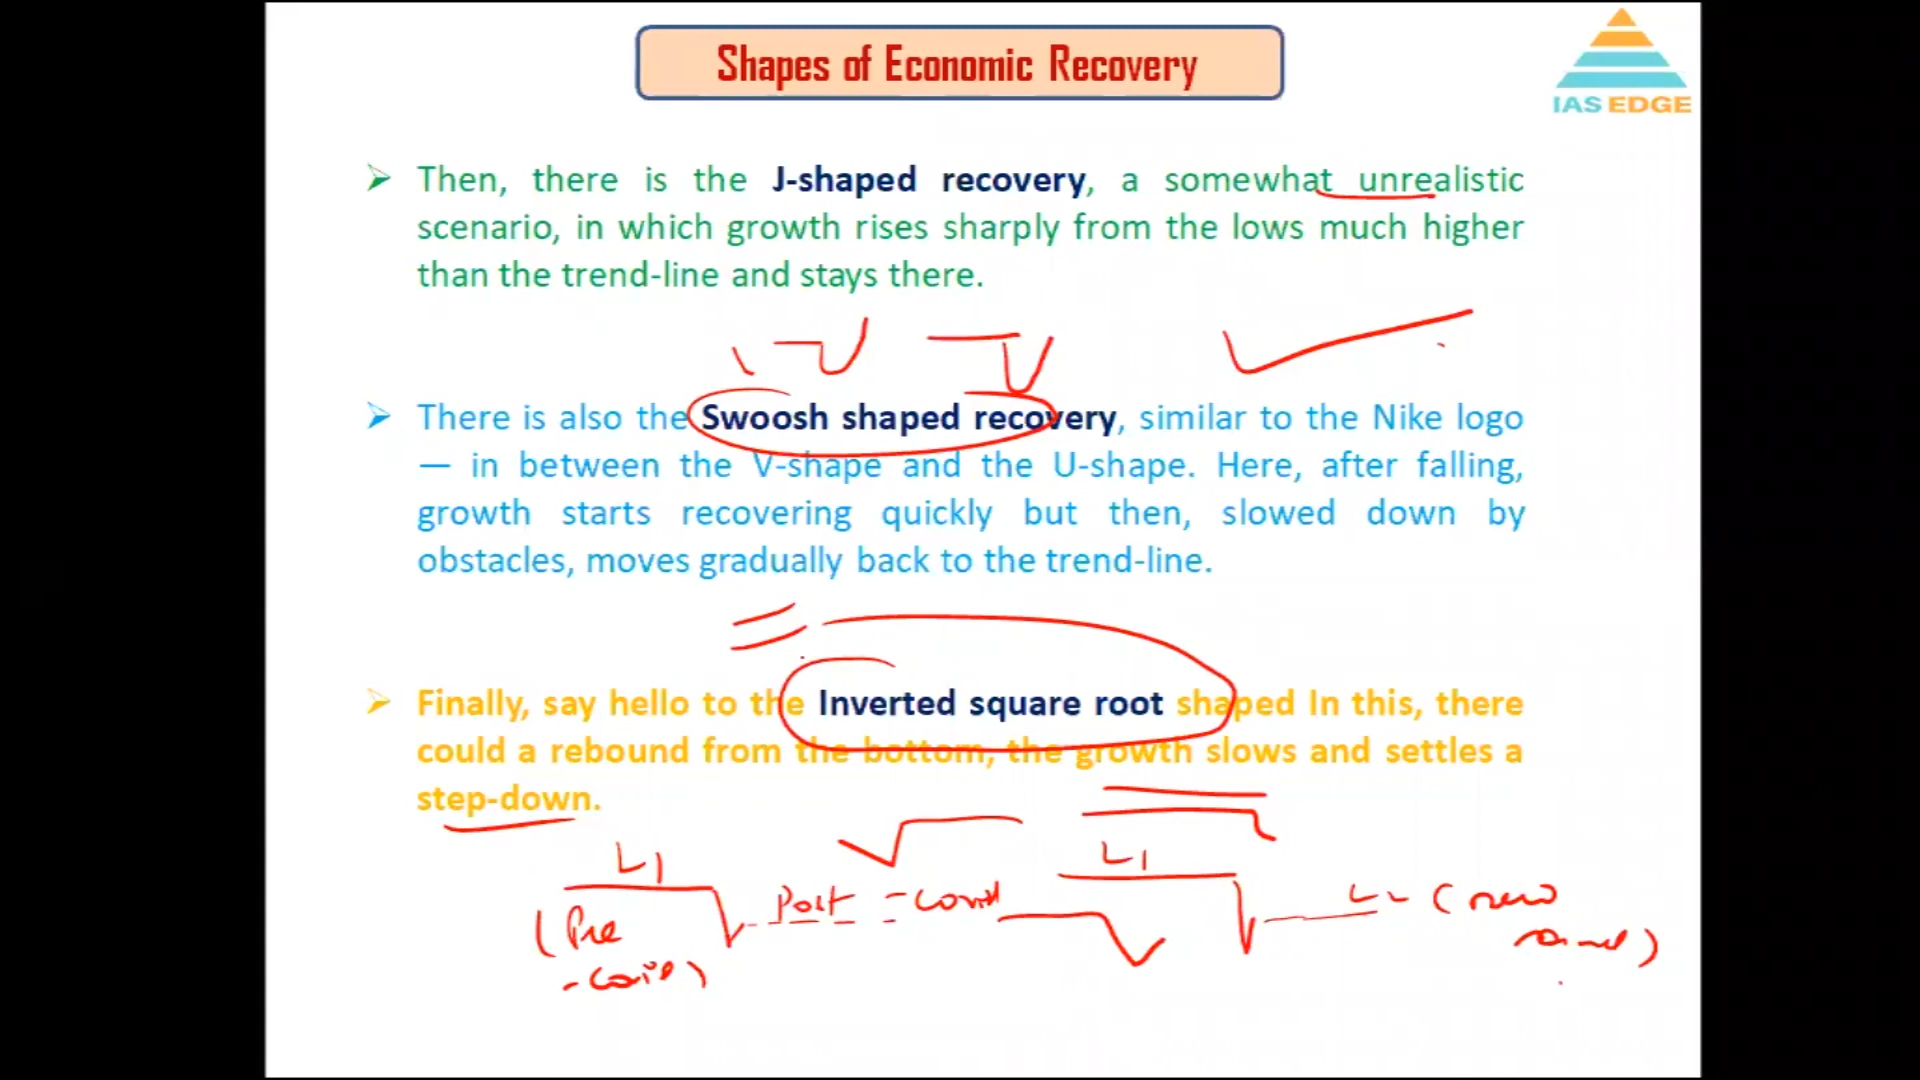 Shapes of Economic Recovery
IAS EDGE
Then, there is the J-shaped recovery, a somewhat unrealistic
scenario, in which growth rises sharply from the lows much higher
than the trend-line and stays there.
There is also the Swoosh shaped recovery, similar to the Nike logo
— in between the V-shape and the U-shape. Here, after falling,
growth starts recovering quickly but then, slowed down by
obstacles, moves gradually back to the trend-line.
Finally, say hello to the Inverted square root shaped In this, there
could a rebound from the bottom, the growth slows and settles a
step-down.
L1
L1
Post
(new
(Pre